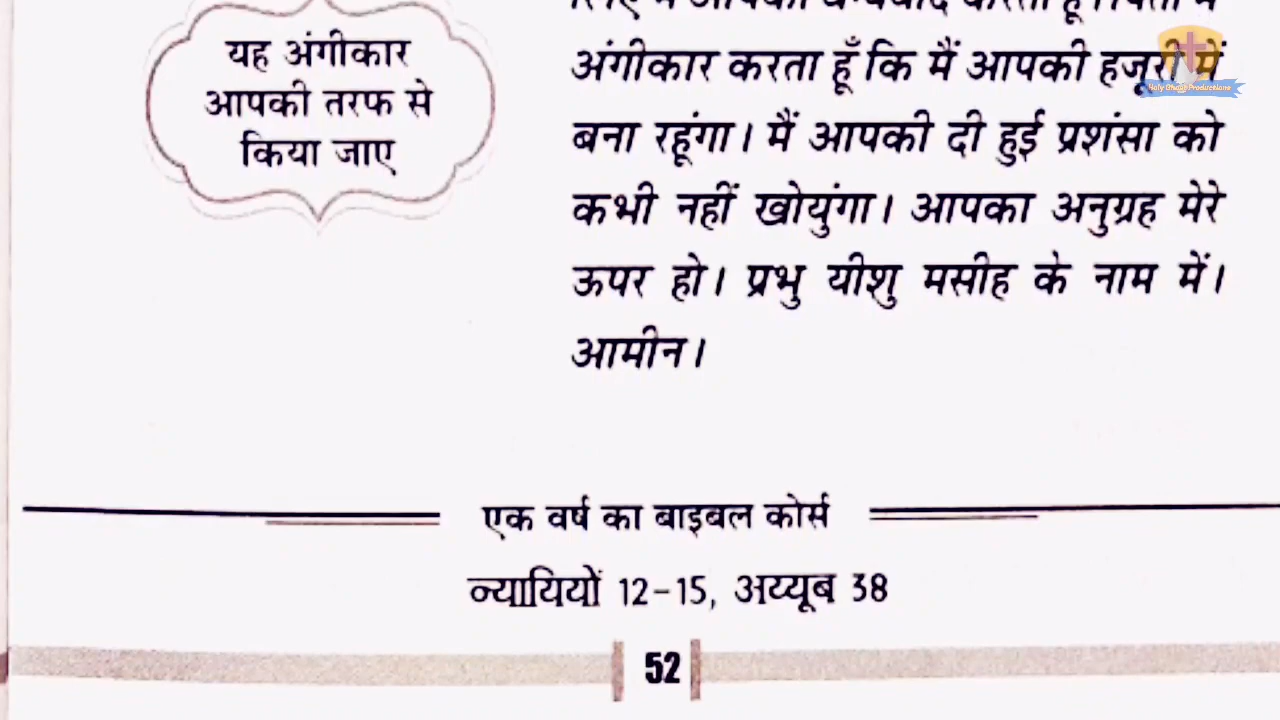 यह अंगीकार
आपकी तरफ से
किया जाए
अंगीकार करता हूँ कि मैं आपकी हजूरी में
बना रहूंगा। मैं आपकी दी हुई प्रशंसा को
कभी नहीं खोयुंगा। आपका अनुग्रह मेरे
ऊपर हो। प्रभु यीशु मसीह के नाम में।
आमीन।
एक वर्ष का बाइबल कोर्स
न्यायियों 12-15, अय्यूब 38
52